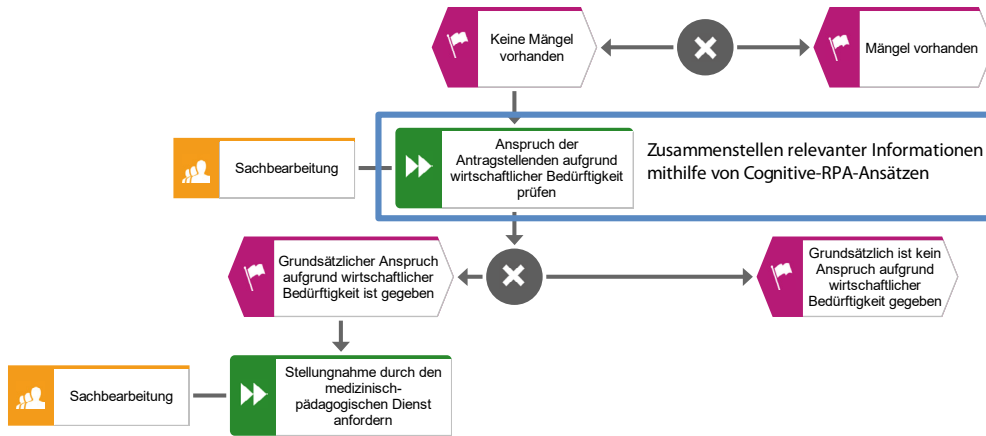 Keine Mängel
vorhanden
Mängel vorhanden
Sachbearbeitung
Anspruch der
Antragstellenden aufgrund
wirtschaftlicher Bedürftigkeit
prüfen
Zusammenstellen relevanter Informationen
mithilfe von Cognitive-RPA-Ansätzen
Grundsätzlicher Anspruch
aufgrund wirtschaftlicher
Bedürftigkeit ist gegeben
Grundsätzlich ist kein
Anspruch aufgrund
wirtschaftlicher
Bedürftigkeit gegeben
Sachbearbeitung
Stellungnahme durch den
medizinisch-
pädagogischen Dienst
anfordern